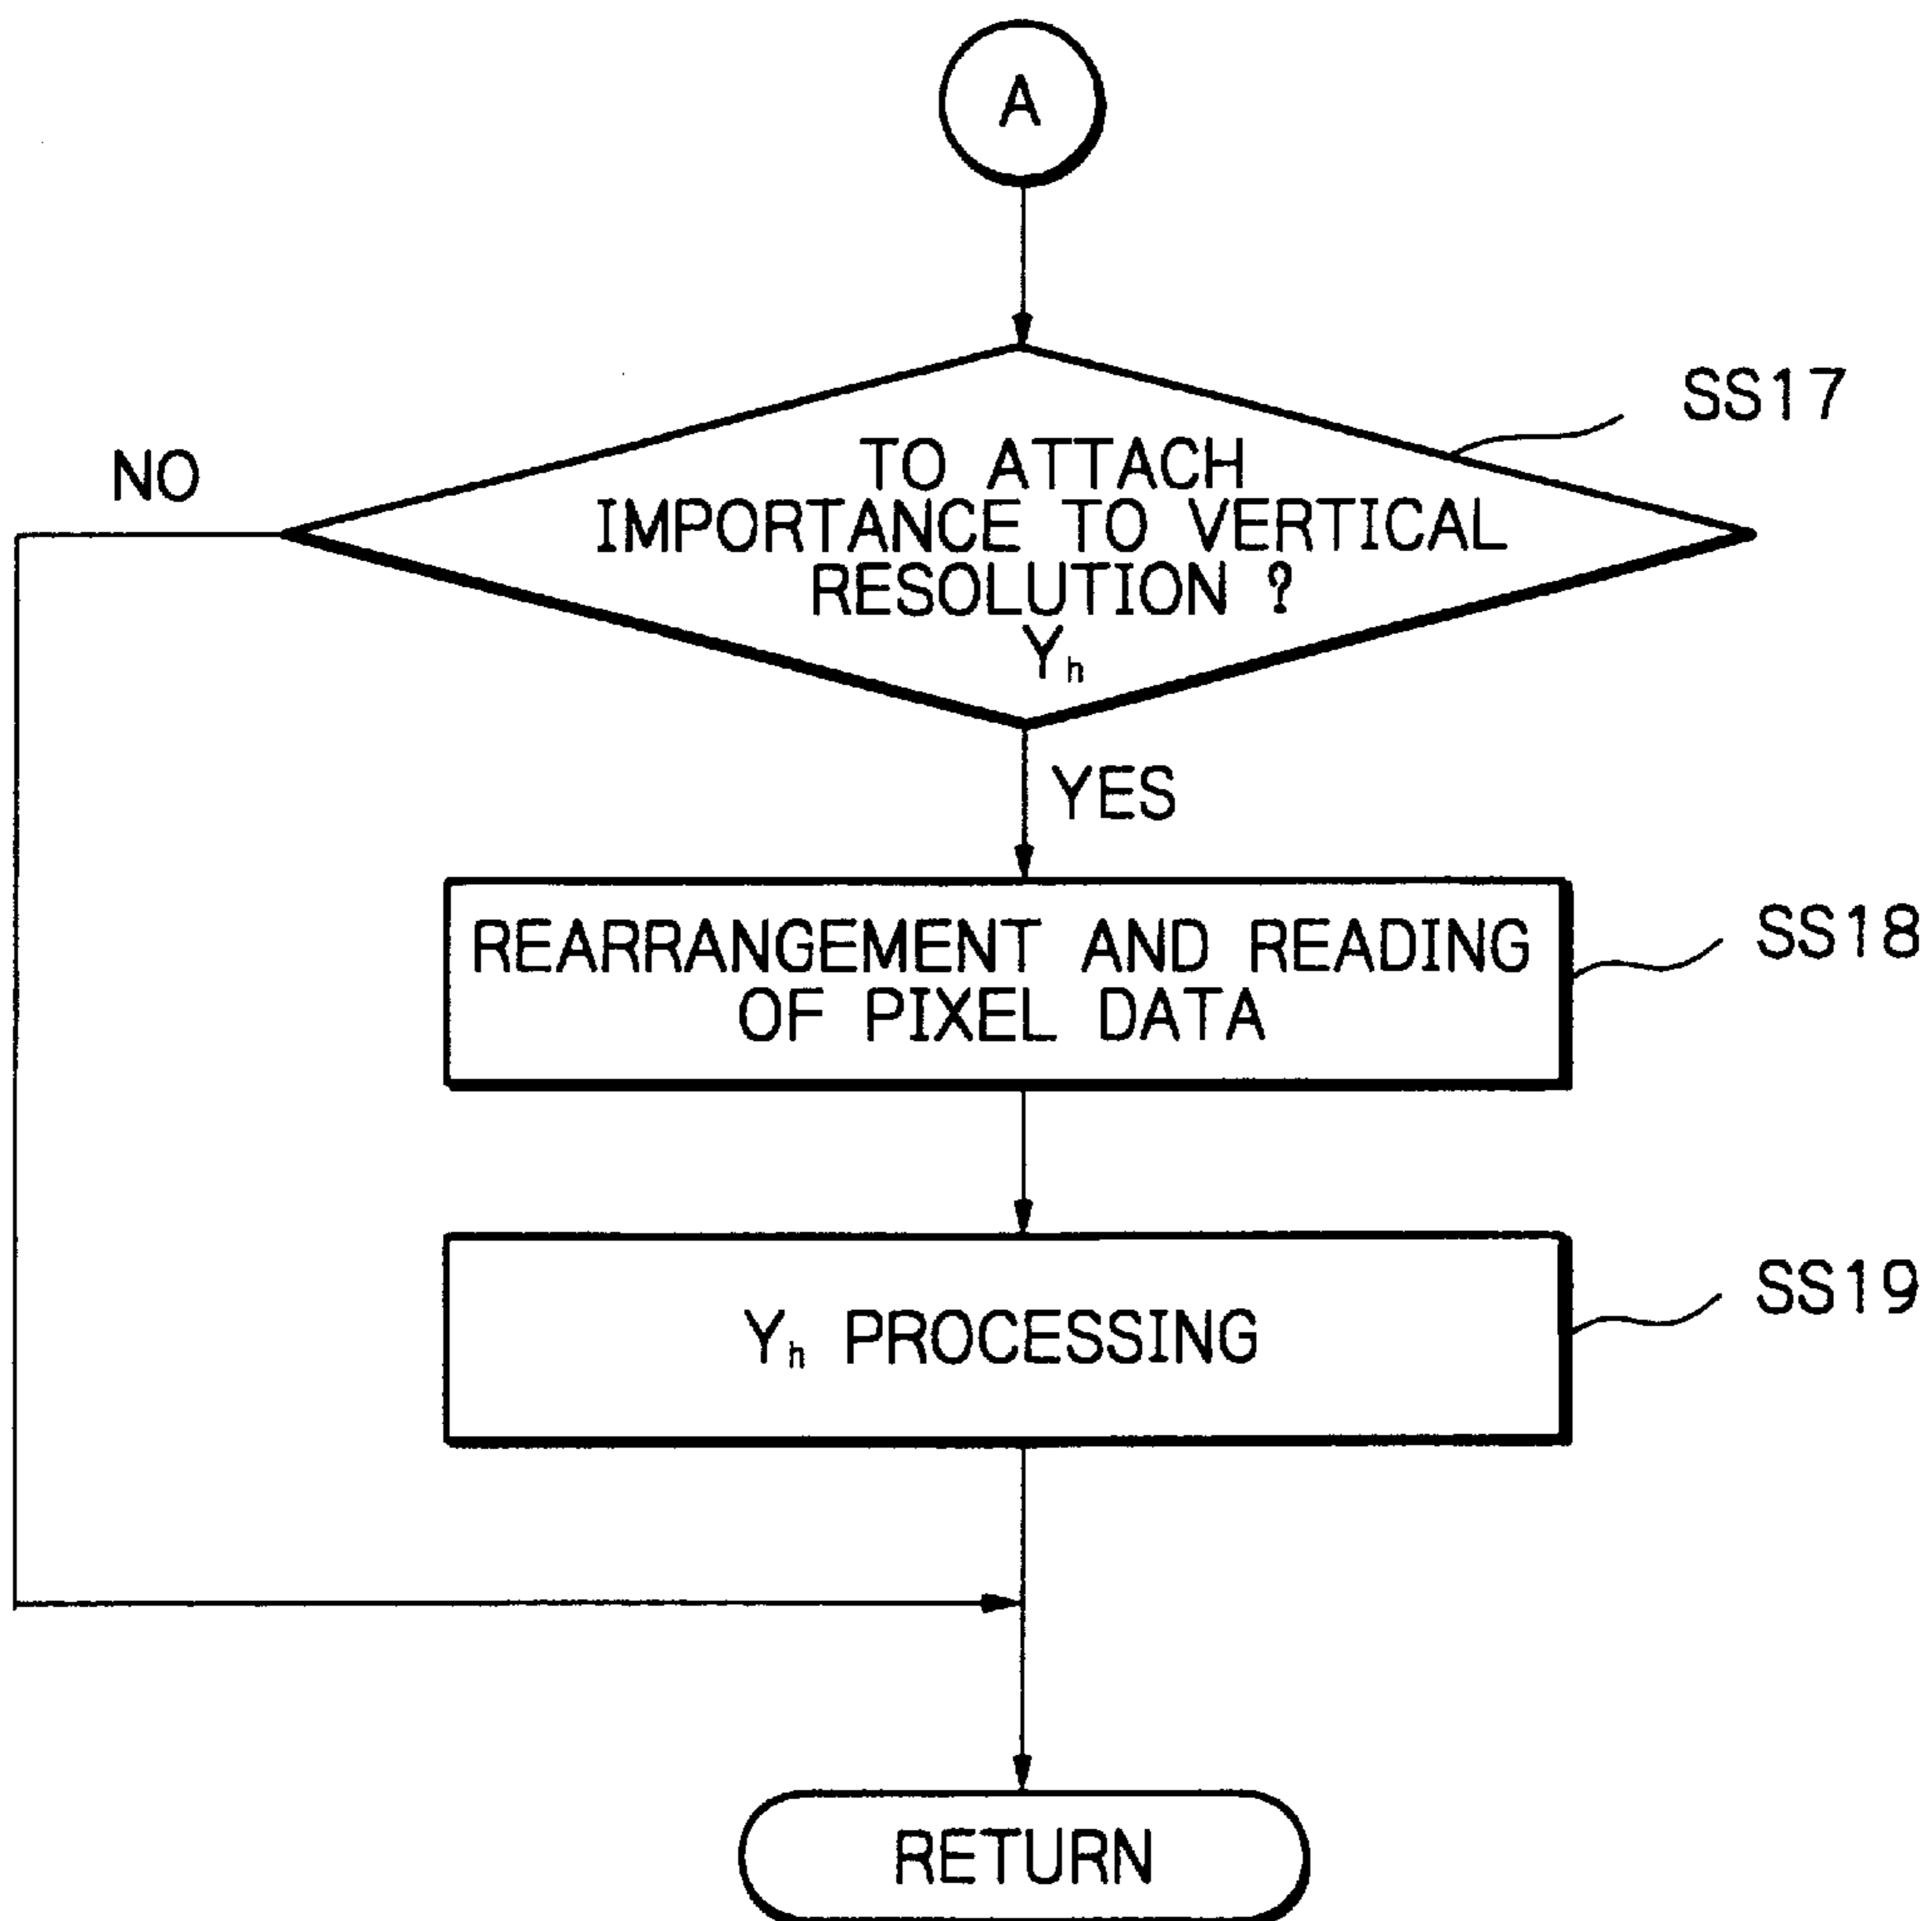 A
SS17
NO
TO ATTACH
IMPORTANCE TO VERTICAL
RESOLUTION ?
Yh
YES
REARRANGEMENT AND READING
OF PIXEL DATA
SS18
Yh PROCESSING
SS19
RETURN